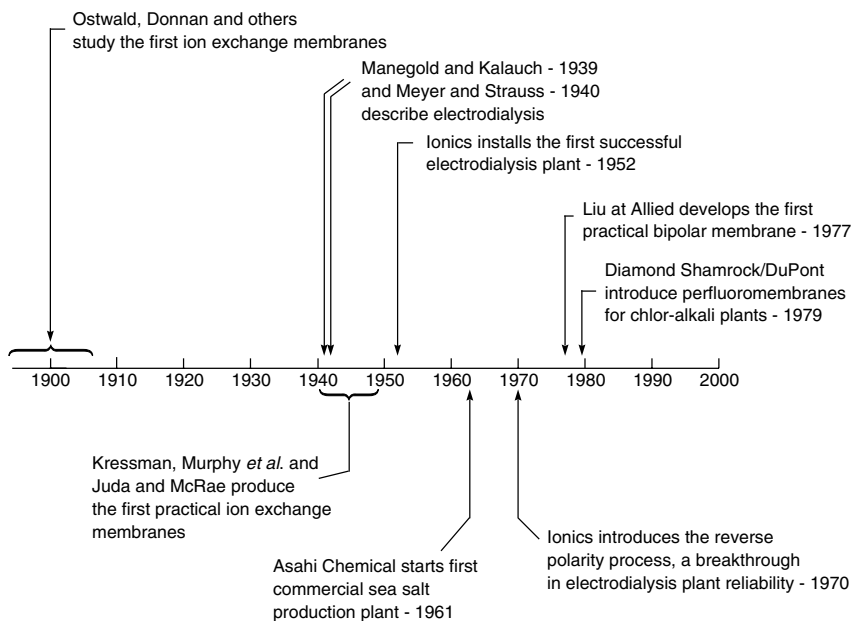 Ostwald, Donnan and others
study the first ion exchange membranes
Manegold and Kalauch - 1939
and Meyer and Strauss - 1940
describe electrodialysis
Ionics installs the first successful
electrodialysis plant - 1952
Liu at Allied develops the first
practical bipolar membrane - 1977
Diamond Shamrock/DuPont
introduce perfluoromembranes
for chlor-alkali plants - 1979
1900 1910 1920 1930 1940 1950 1960 1970 1980 1990 2000
Kressman, Murphy et al. and
Juda and McRae produce
the first practical ion exchange
membranes
Asahi Chemical starts first
commercial sea salt
production plant - 1961
Ionics introduces the reverse
polarity process, a breakthrough
in electrodialysis plant reliability - 1970